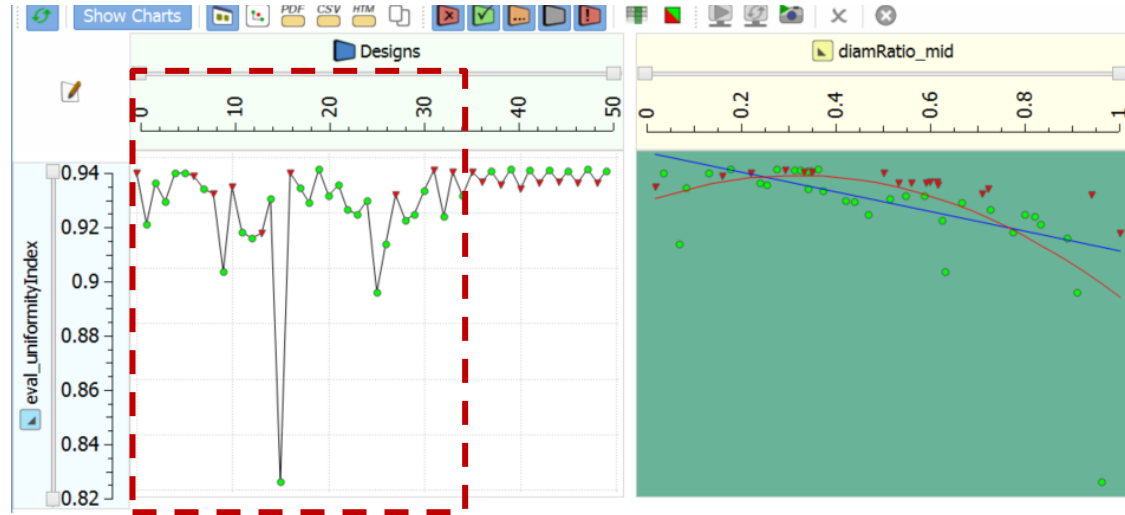 Show Charts PDF CSV HTM
Designs
diamRatio_mid
0 10 20 30 40 50
0 0.2 0.4 0.6 0.8 1
eval_uniformityIndex
0.94
0.92
0.9
0.88
0.86
0.84
0.82